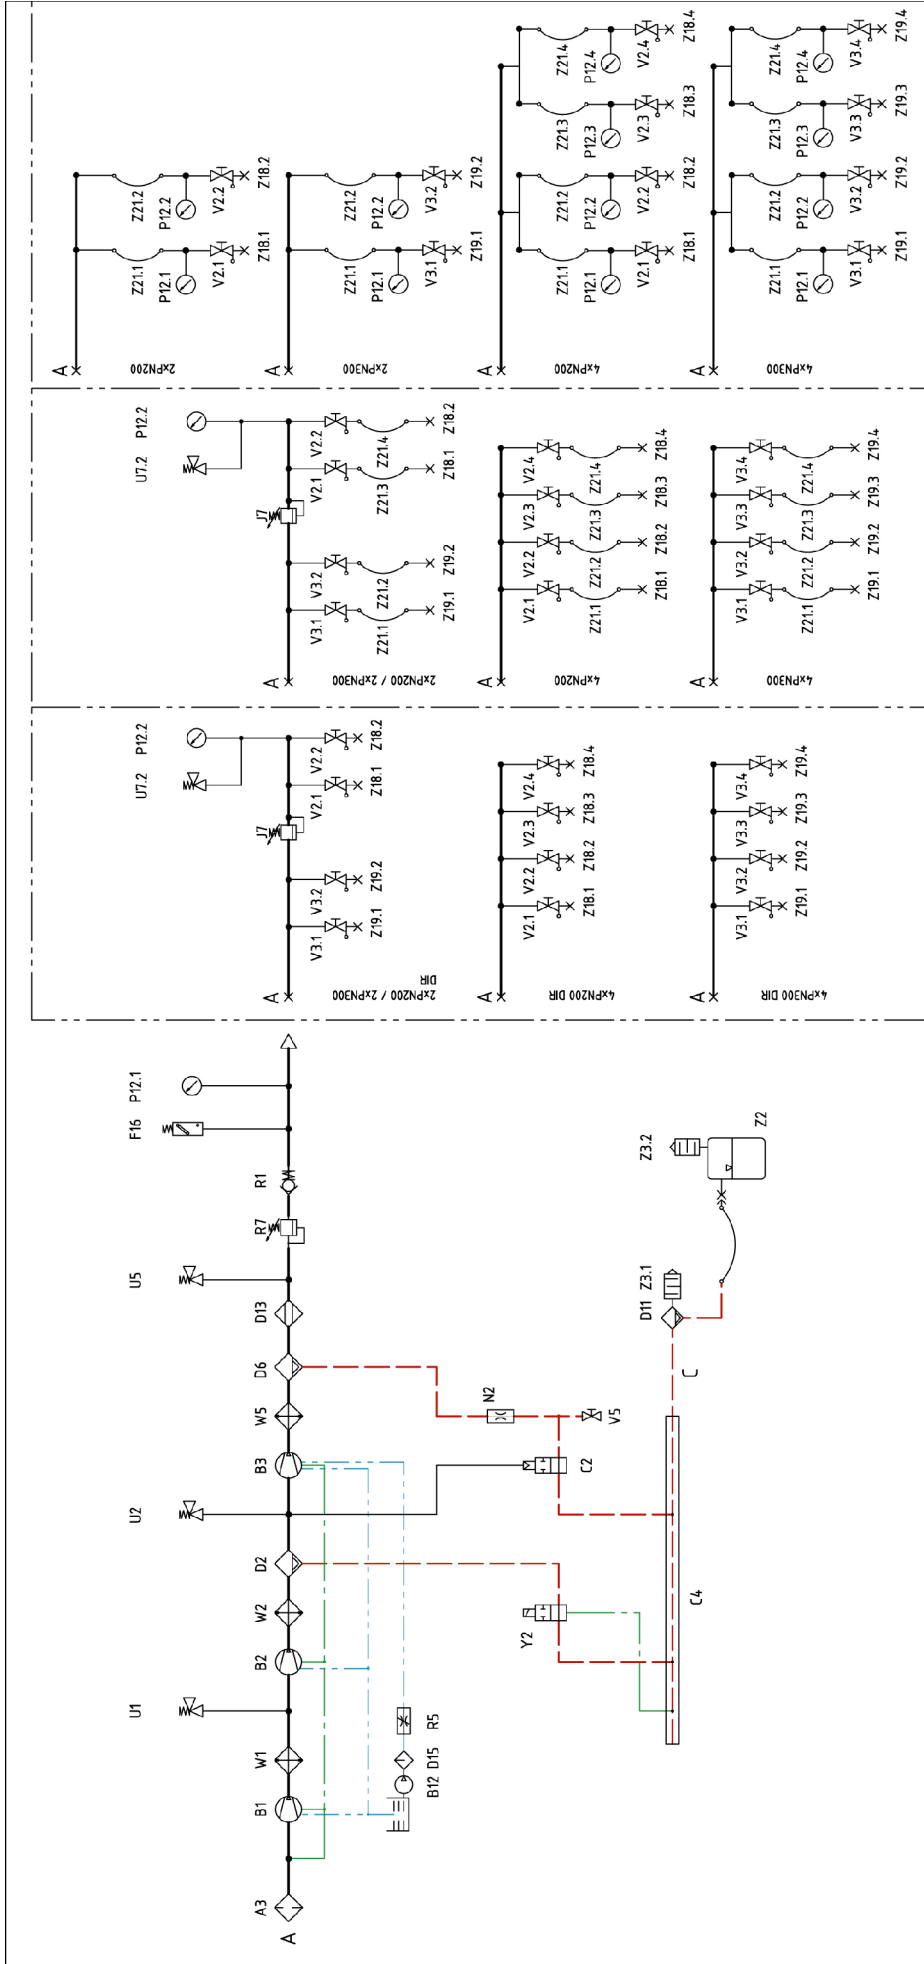 A
A3
B1
W1
U1
B2
W2
D2
U2
B3
W5
D6
D13
U5
R7
R1
F16
P12.1
B12
D15
R5
Y2
C2
N2
V5
C4
C
D11
Z3.1
Z3.2
Z2
A
2xPN200 / 2xPN300
DIR
V3.1
Z19.1
V3.2
Z19.2
J7
V2.1
Z18.1
V2.2
Z18.2
U7.2
P12.2
A
4xPN200 DIR
V2.1
Z18.1
V2.2
Z18.2
V2.3
Z18.3
V2.4
Z18.4
A
4xPN300 DIR
V3.1
Z19.1
V3.2
Z19.2
V3.3
Z19.3
V3.4
Z19.4
A
2xPN200 / 2xPN300
V3.1
Z21.1
Z19.1
V3.2
Z21.2
Z19.2
J7
V2.1
Z21.3
Z18.1
V2.2
Z21.4
Z18.2
U7.2
P12.2
A
4xPN200
V2.1
Z21.1
Z18.1
V2.2
Z21.2
Z18.2
V2.3
Z21.3
Z18.3
V2.4
Z21.4
Z18.4
A
4xPN300
V3.1
Z21.1
Z19.1
V3.2
Z21.2
Z19.2
V3.3
Z21.3
Z19.3
V3.4
Z21.4
Z19.4
A
2xPN200
Z21.1
P12.1
V2.1
Z18.1
Z21.2
P12.2
V2.2
Z18.2
A
2xPN300
Z21.1
P12.1
V3.1
Z19.1
Z21.2
P12.2
V3.2
Z19.2
A
4xPN200
Z21.1
P12.1
V2.1
Z18.1
Z21.2
P12.2
V2.2
Z18.2
Z21.3
P12.3
V2.3
Z18.3
Z21.4
P12.4
V2.4
Z18.4
A
4xPN300
Z21.1
P12.1
V3.1
Z19.1
Z21.2
P12.2
V3.2
Z19.2
Z21.3
P12.3
V3.3
Z19.3
Z21.4
P12.4
V3.4
Z19.4